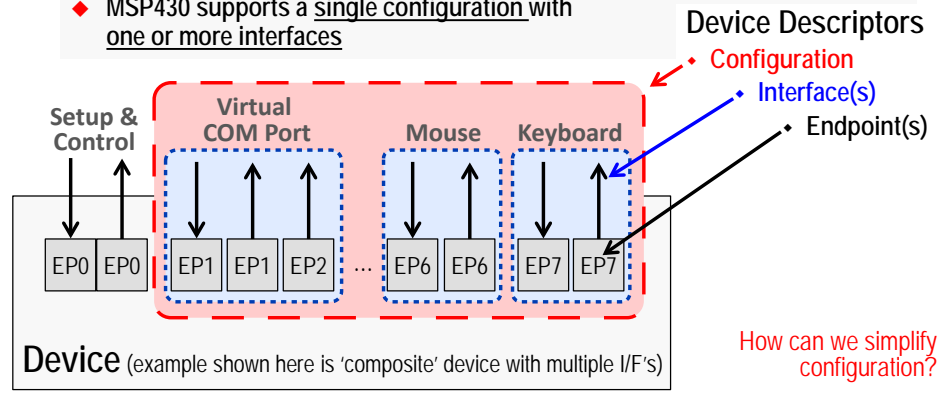 MSP430 supports a single configuration with
one or more interfaces
Device Descriptors
Configuration
Interface(s)
Endpoint(s)
Setup &
Control
Virtual
COM Port
Mouse
Keyboard
EP0 EP0 EP1 EP1 EP2 ... EP6 EP6 EP7 EP7
Device (example shown here is 'composite' device with multiple I/F's)
How can we simplify
configuration?